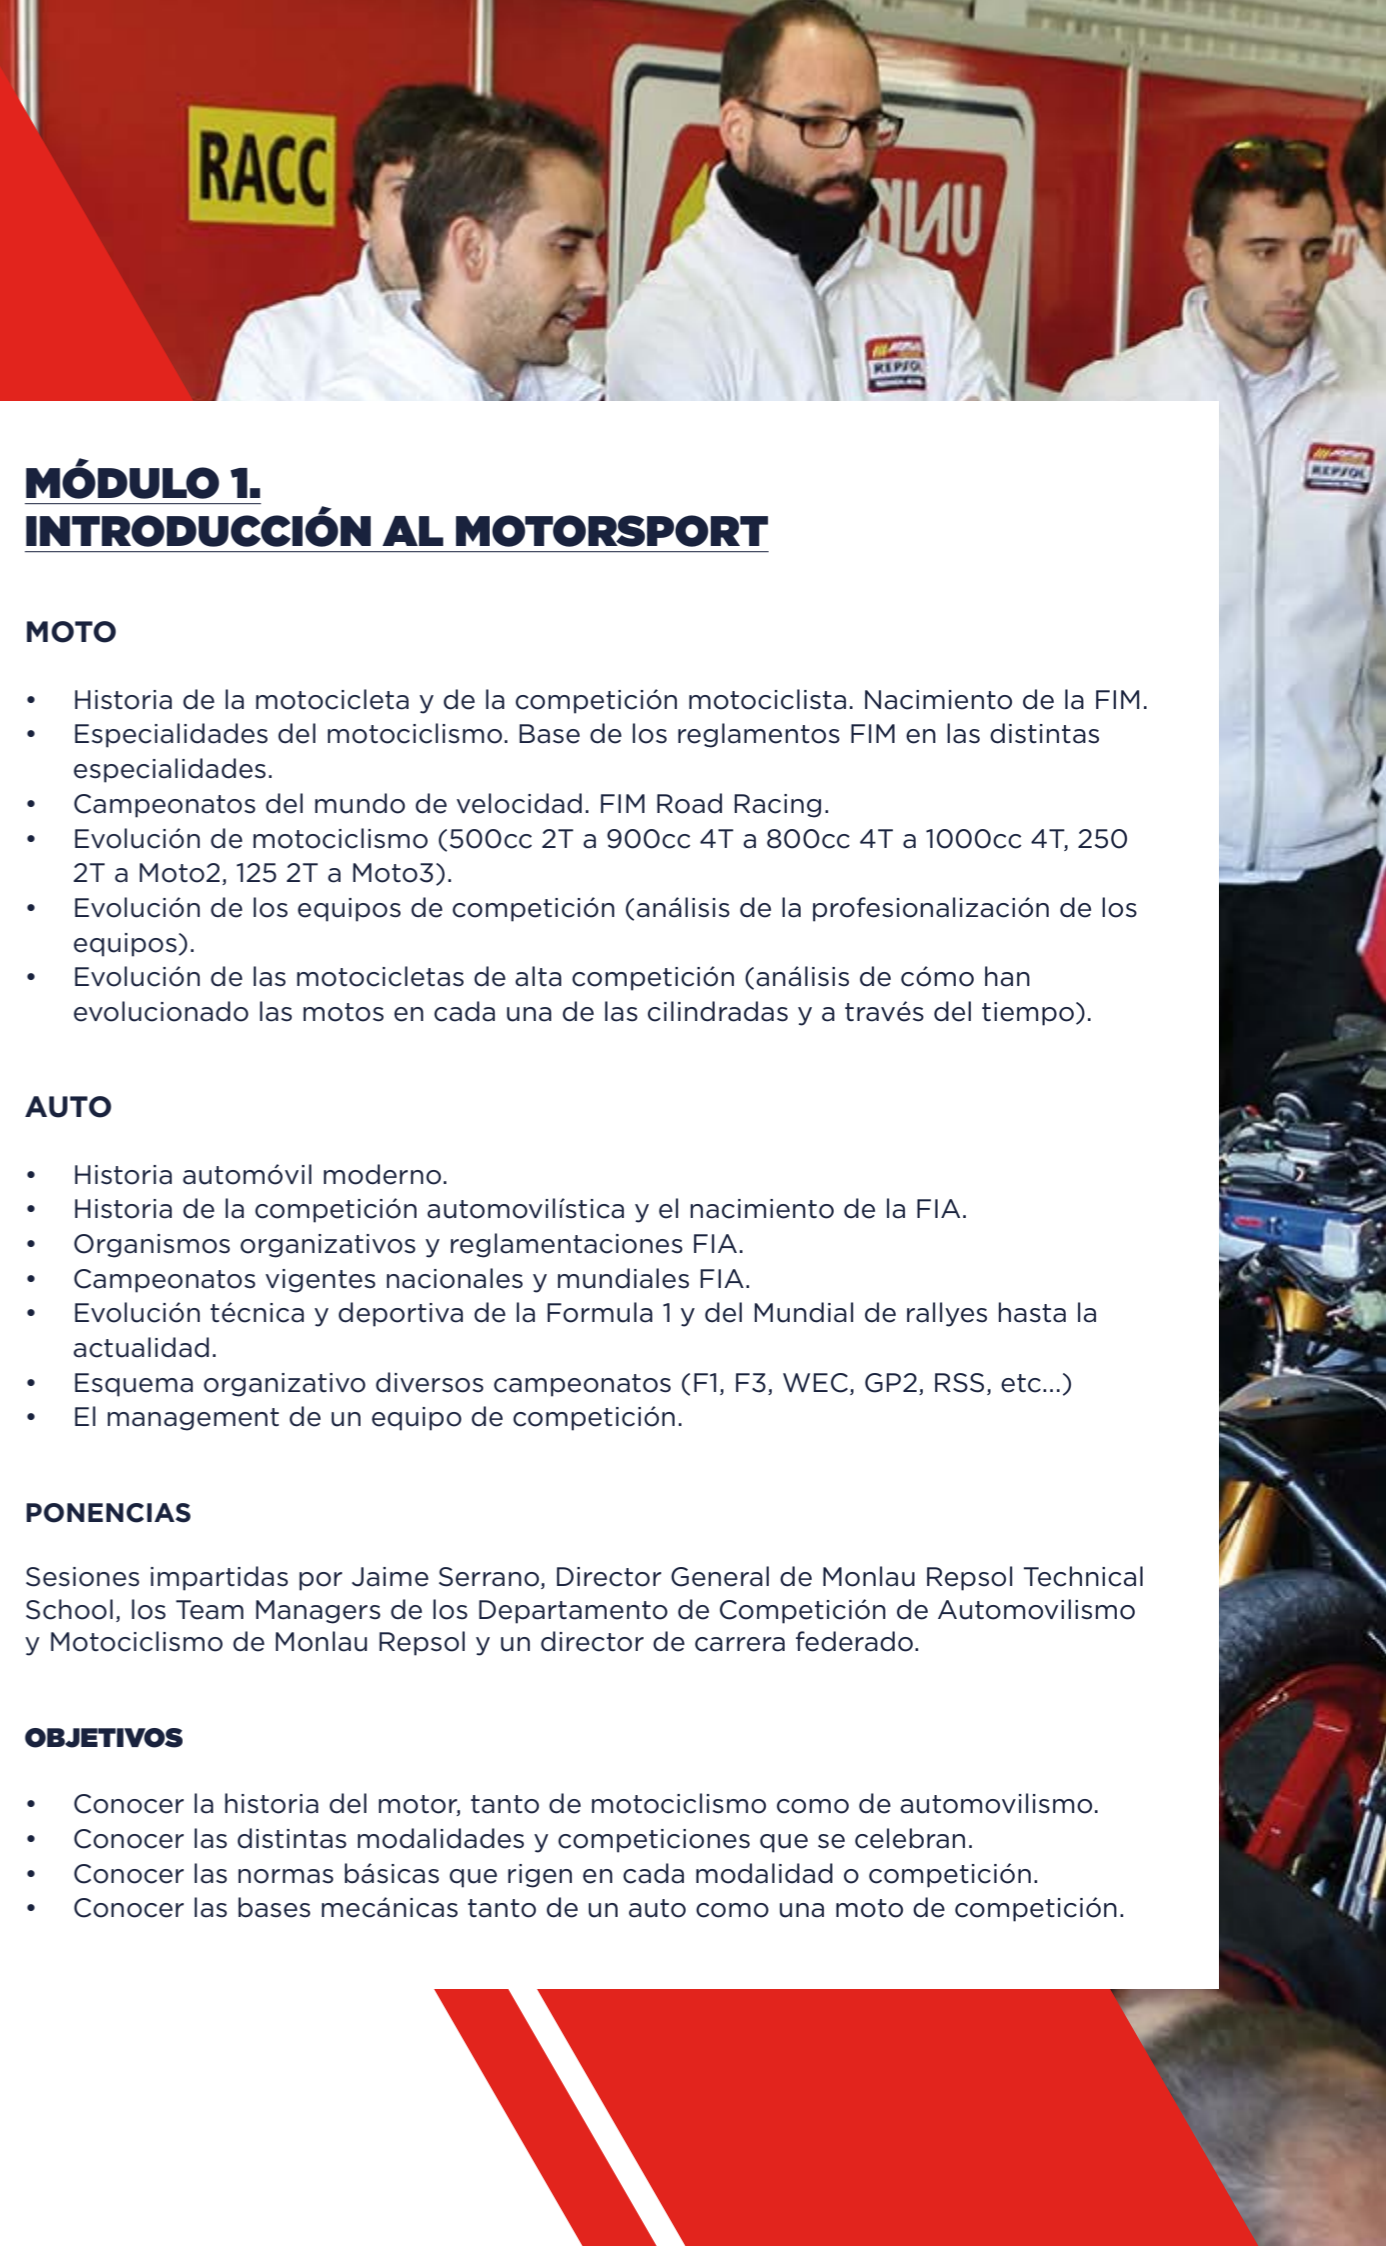 RACC
REPSOL
REPSOL
MÓDULO 1.
INTRODUCCIÓN AL MOTORSPORT
MOTO
• Historia de la motocicleta y de la competición motociclista. Nacimiento de la FIM.
• Especialidades del motociclismo. Base de los reglamentos FIM en las distintas
especialidades.
• Campeonatos del mundo de velocidad. FIM Road Racing.
• Evolución de motociclismo (500cc 2T a 900cc 4T a 800cc 4T a 1000cc 4T, 250
2T a Moto2, 125 2T a Moto3).
• Evolución de los equipos de competición (análisis de la profesionalización de los
equipos).
• Evolución de las motocicletas de alta competición (análisis de cómo han
evolucionado las motos en cada una de las cilindradas y a través del tiempo).
AUTO
• Historia automóvil moderno.
• Historia de la competición automovilística y el nacimiento de la FIA.
• Organismos organizativos y reglamentaciones FIA.
• Campeonatos vigentes nacionales y mundiales FIA.
• Evolución técnica y deportiva de la Formula 1 y del Mundial de rallyes hasta la
actualidad.
• Esquema organizativo diversos campeonatos (F1, F3, WEC, GP2, RSS, etc...)
• El management de un equipo de competición.
PONENCIAS
Sesiones impartidas por Jaime Serrano, Director General de Monlau Repsol Technical
School, los Team Managers de los Departamento de Competición de Automovilismo
y Motociclismo de Monlau Repsol y un director de carrera federado.
OBJETIVOS
• Conocer la historia del motor, tanto de motociclismo como de automovilismo.
• Conocer las distintas modalidades y competiciones que se celebran.
• Conocer las normas básicas que rigen en cada modalidad o competición.
• Conocer las bases mecánicas tanto de un auto como una moto de competición.